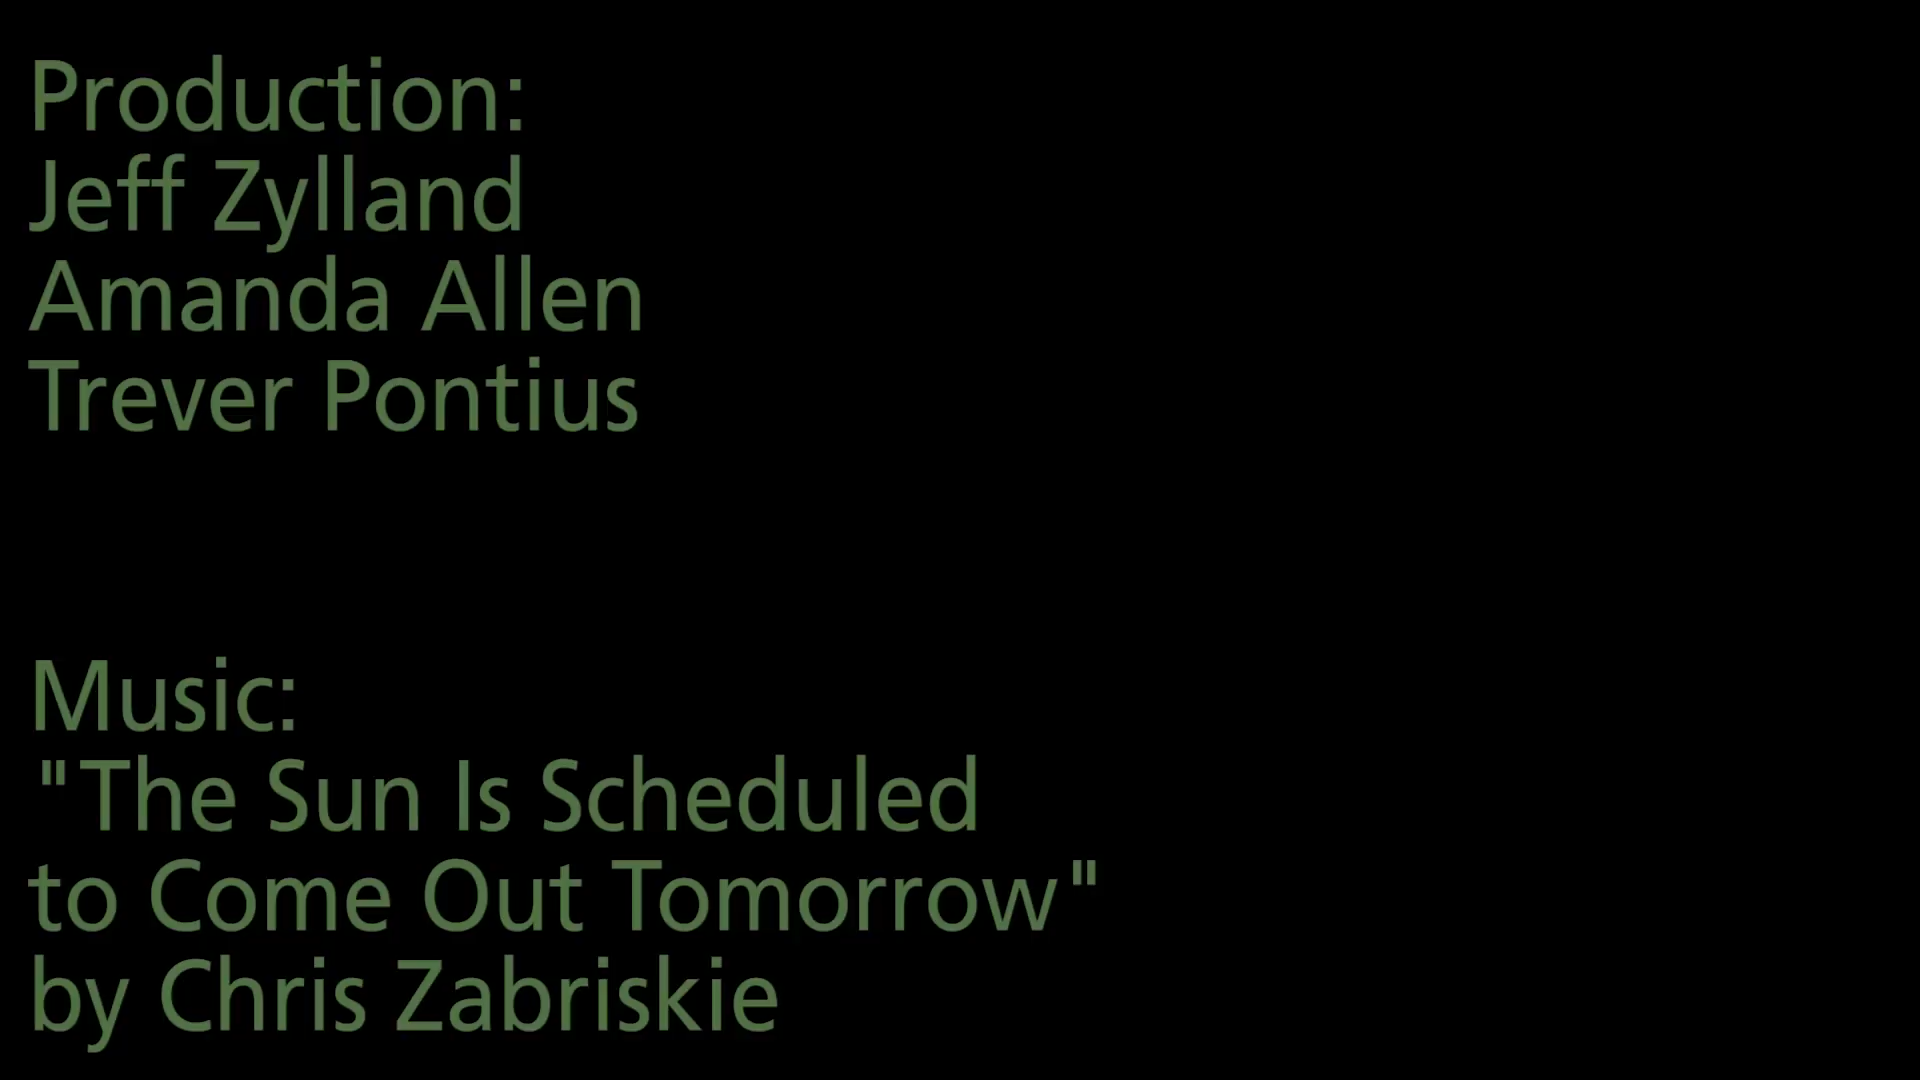 Production:
Jeff Zylland
Amanda Allen
Trever Pontius
Music:
"The Sun Is Scheduled
to Come Out Tomorrow"
by Chris Zabriskie